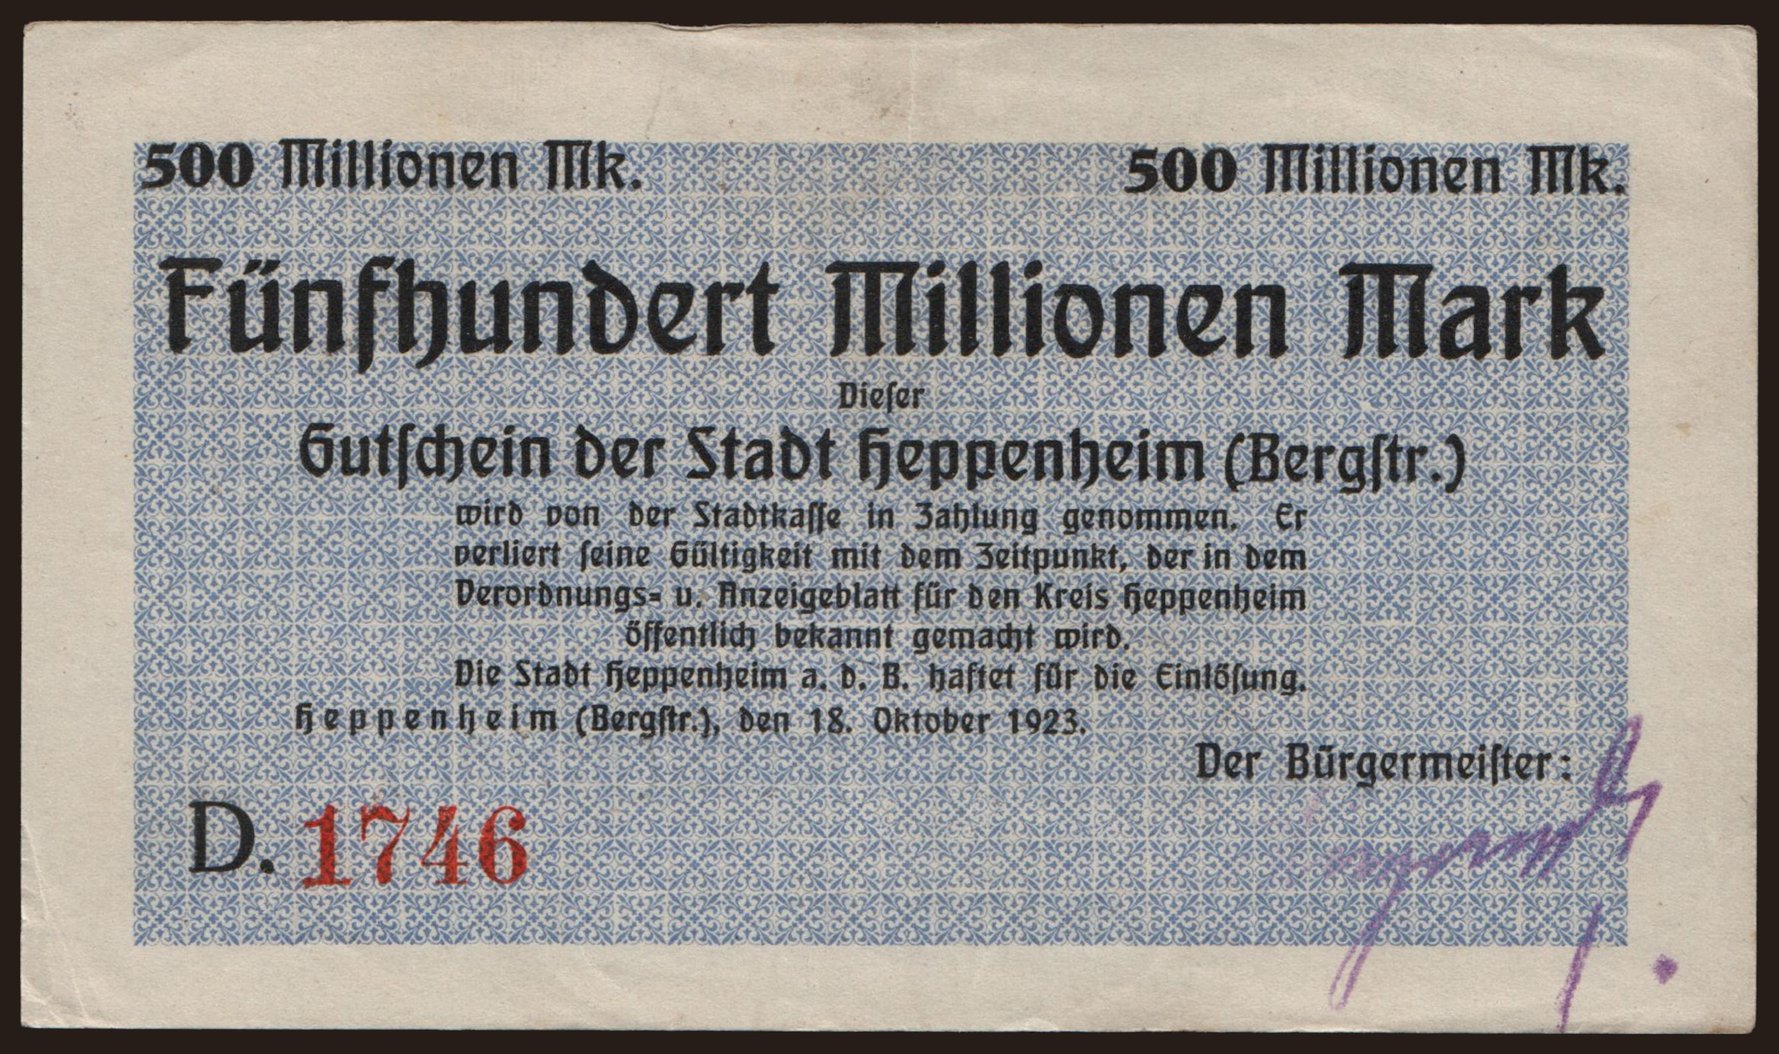 500 Millionen Mk. 500 Millionen Mk.
Fünfhundert Millionen Mark
Dieſer
Gutſchein der Stadt Heppenheim (Bergſtr.)
wird von der Stadtkaſſe in Zahlung genommen. Er
verliert ſeine Gültigkeit mit dem Zeitpunkt, der in dem
Verordnungs= u. Anzeigeblatt für den Kreis Heppenheim
öffentlich bekannt gemacht wird.
Die Stadt Heppenheim a. d. B. haftet für die Einlöſung.
Heppenheim (Bergſtr.), den 18. Oktober 1923.
Der Bürgermeiſter:
D. 1746